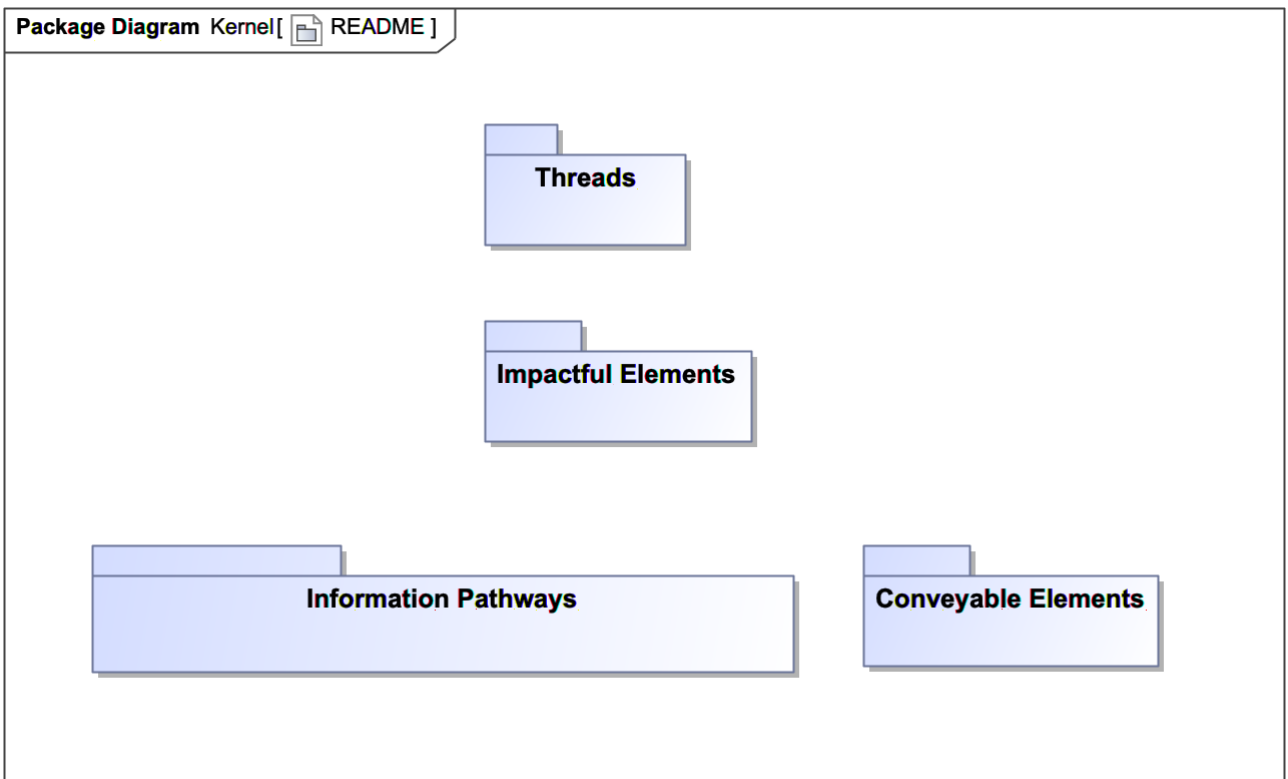 Package Diagram Kernel[ README ]
Threads
Impactful Elements
Information Pathways
Conveyable Elements